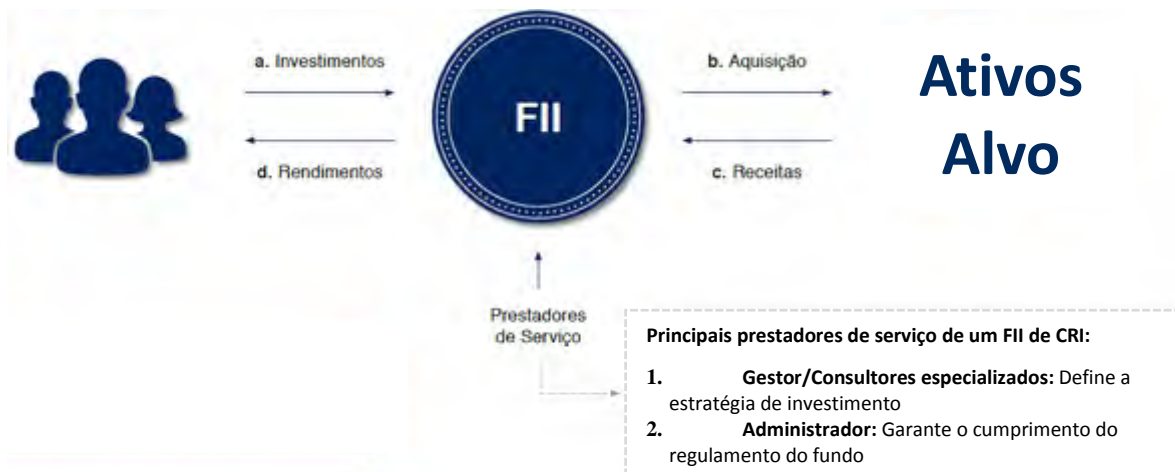 a. Investimentos
d. Rendimentos
FII
b. Aquisição
c. Receitas
Ativos
Alvo
Prestadores
de Serviço
Principais prestadores de serviço de um FII de CRI:
1. Gestor/Consultores especializados: Define a
estratégia de investimento
2. Administrador: Garante o cumprimento do
regulamento do fundo